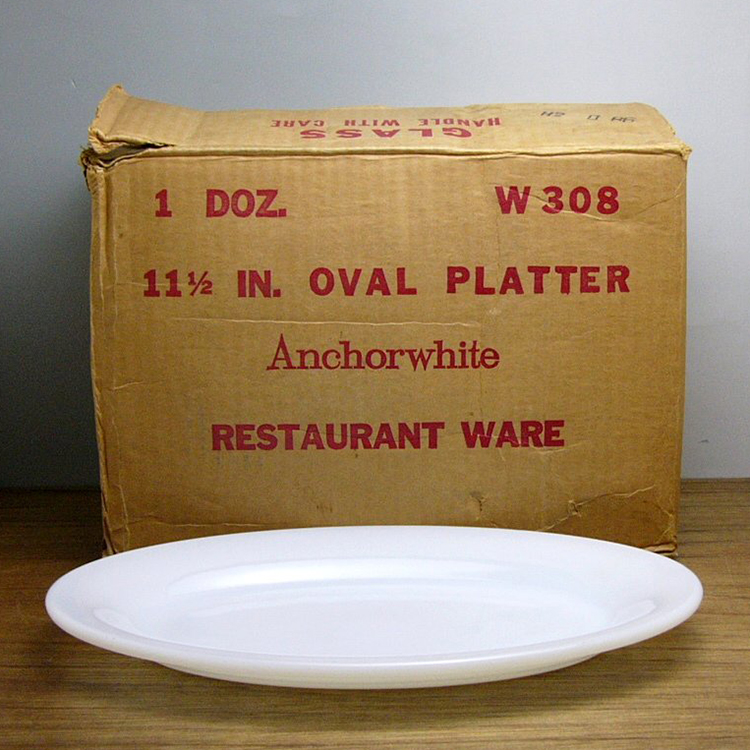 GLASS
HANDLE WITH CARE
1 DOZ. W 308
11½ IN. OVAL PLATTER
Anchorwhite
RESTAURANT WARE